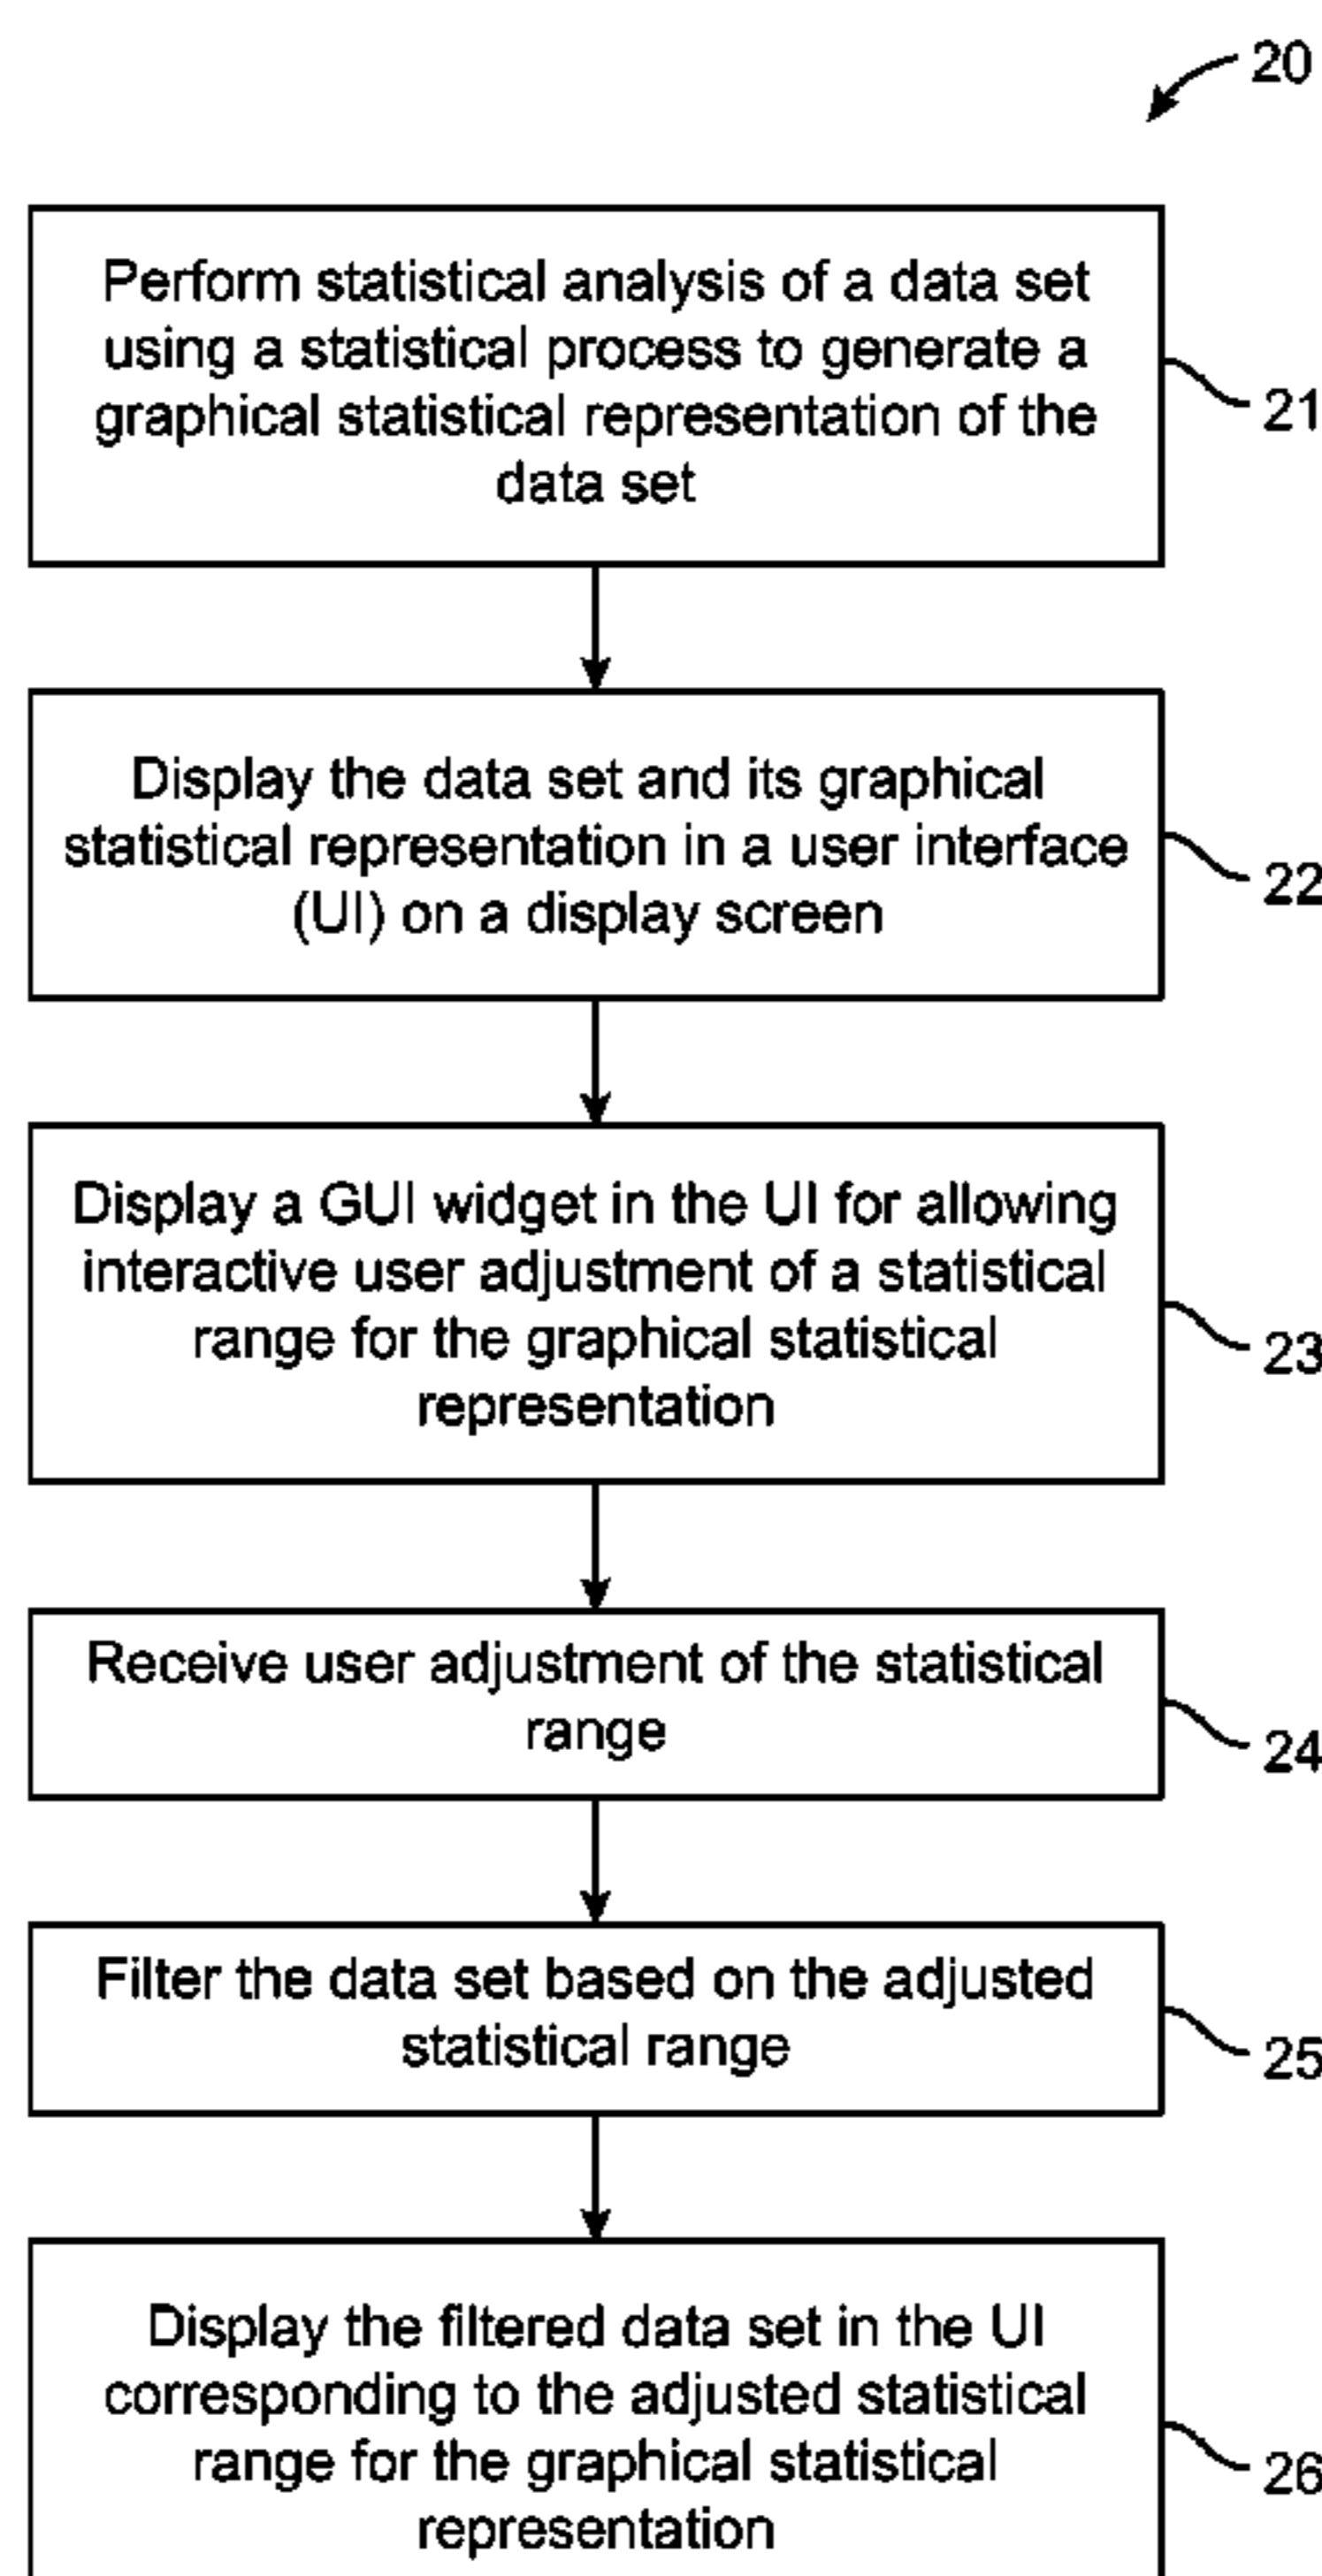 20
Perform statistical analysis of a data set
using a statistical process to generate a
graphical statistical representation of the
data set
21
Display the data set and its graphical
statistical representation in a user interface
(UI) on a display screen
22
Display a GUI widget in the UI for allowing
interactive user adjustment of a statistical
range for the graphical statistical
representation
23
Receive user adjustment of the statistical
range
24
Filter the data set based on the adjusted
statistical range
25
Display the filtered data set in the UI
corresponding to the adjusted statistical
range for the graphical statistical
representation
26